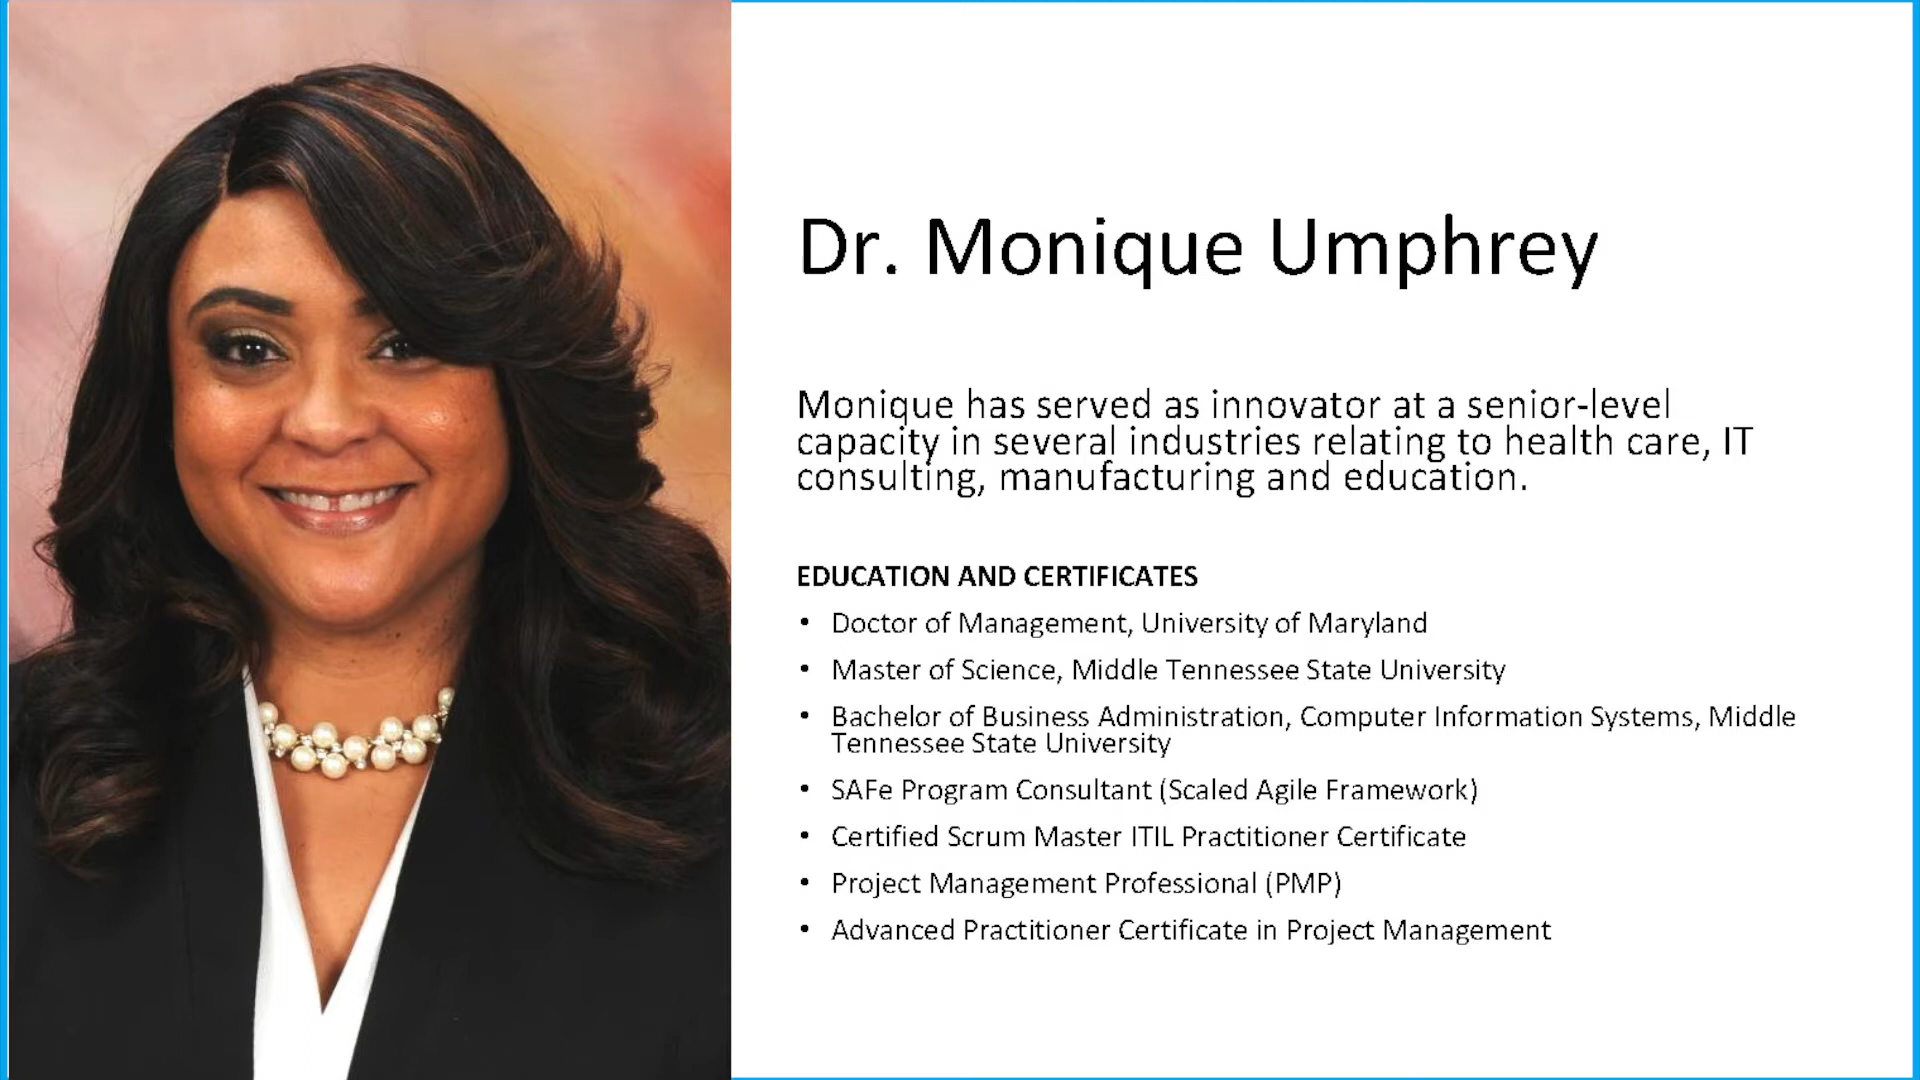 Dr. Monique Umphrey
Monique has served as innovator at a senior-level
capacity in several industries relating to health care, IT
consulting, manufacturing and education.
EDUCATION AND CERTIFICATES
• Doctor of Management, University of Maryland
• Master of Science, Middle Tennessee State University
• Bachelor of Business Administration, Computer Information Systems, Middle
Tennessee State University
• SAFe Program Consultant (Scaled Agile Framework)
• Certified Scrum Master ITIL Practitioner Certificate
• Project Management Professional (PMP)
• Advanced Practitioner Certificate in Project Management